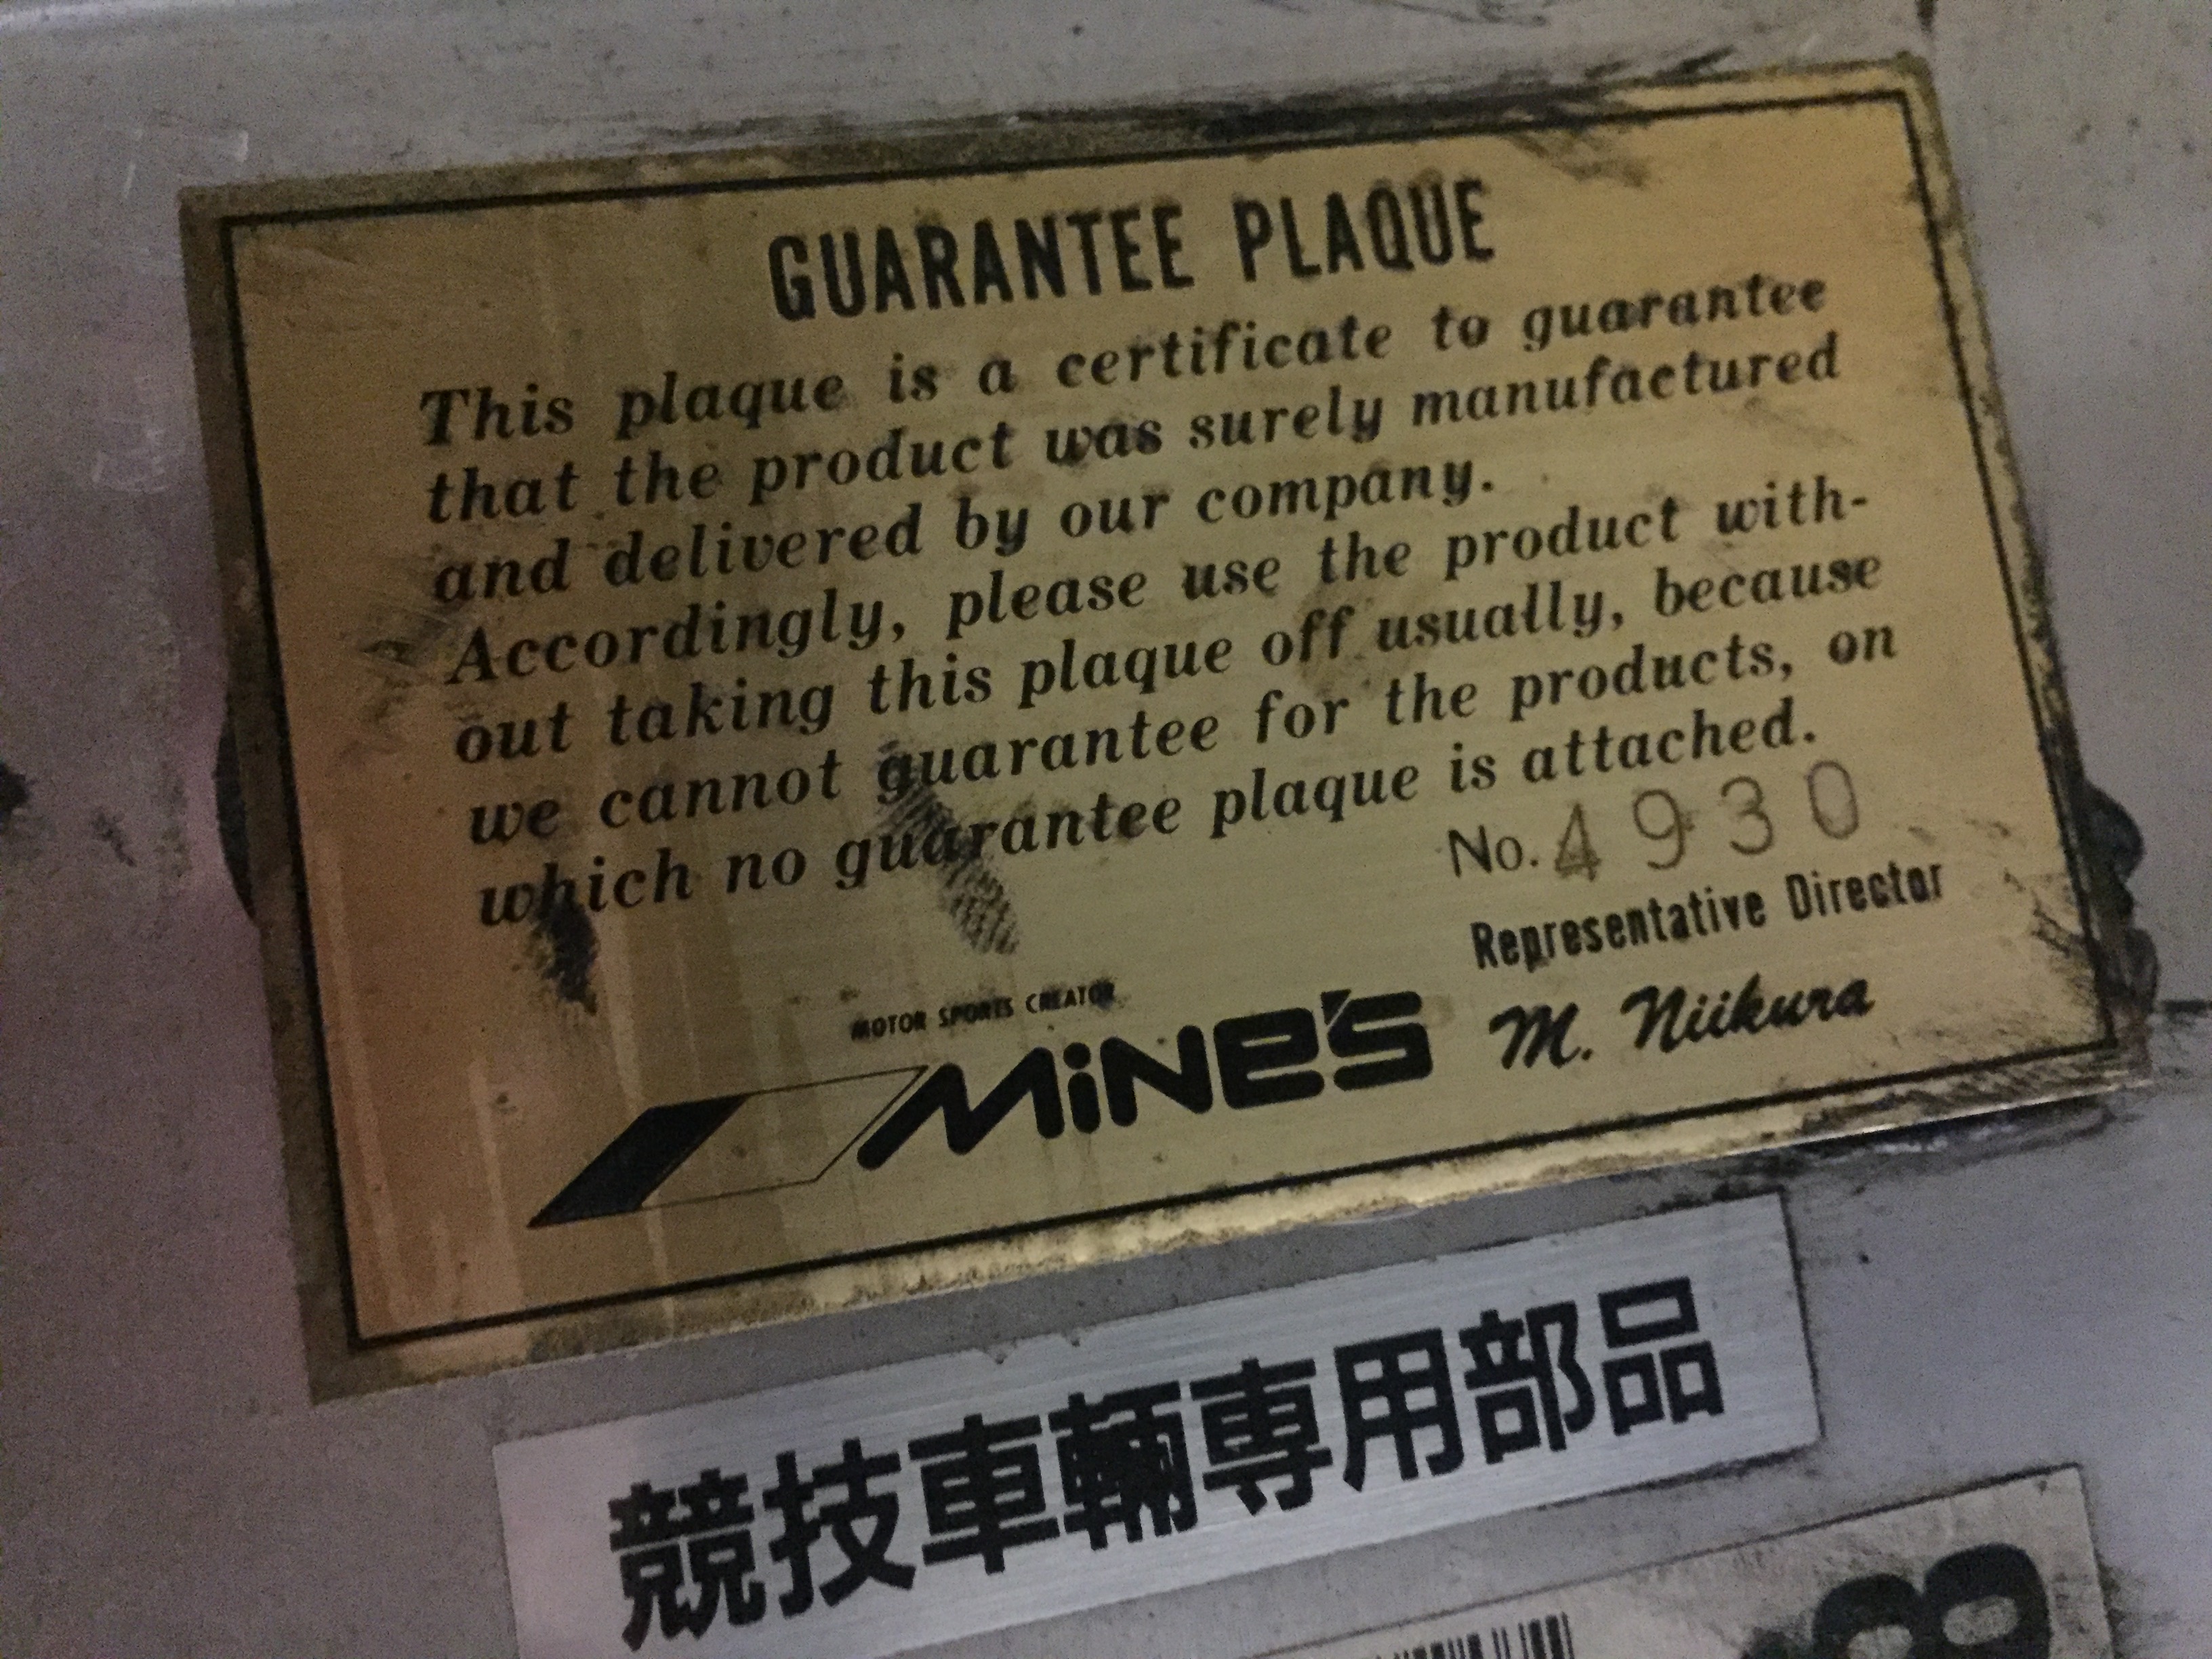 GUARANTEE PLAQUE
This plaque is a certificate to guarantee
that the product was surely manufactured
and delivered by our company.
Accordingly, please use the product with-
out taking this plaque off usually, because
we cannot guarantee for the products, on
which no guarantee plaque is attached.
No. 4930
Representative Director
MOTOR SPORTS CREATOR
MINE'S
M. Niikura
競技車輛専用部品
8